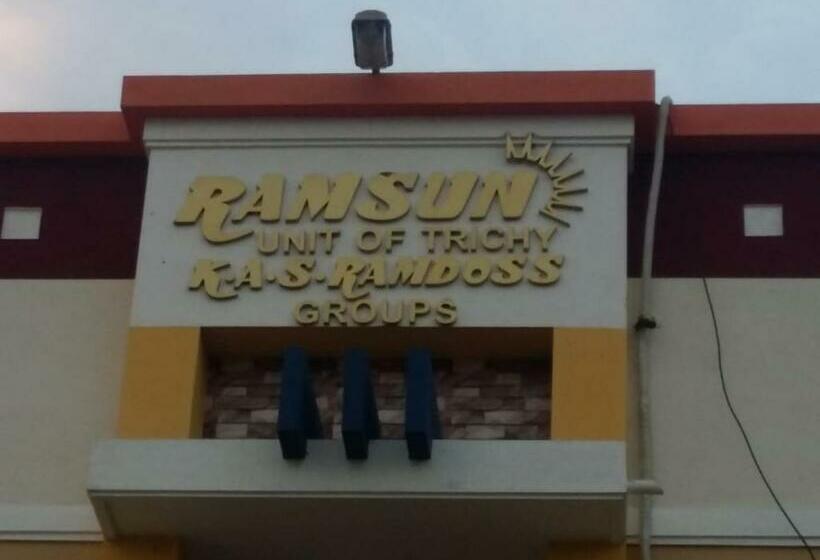 RAMSUN
UNIT OF TRICHY
K.A.S.RAMDOSS
GROUPS